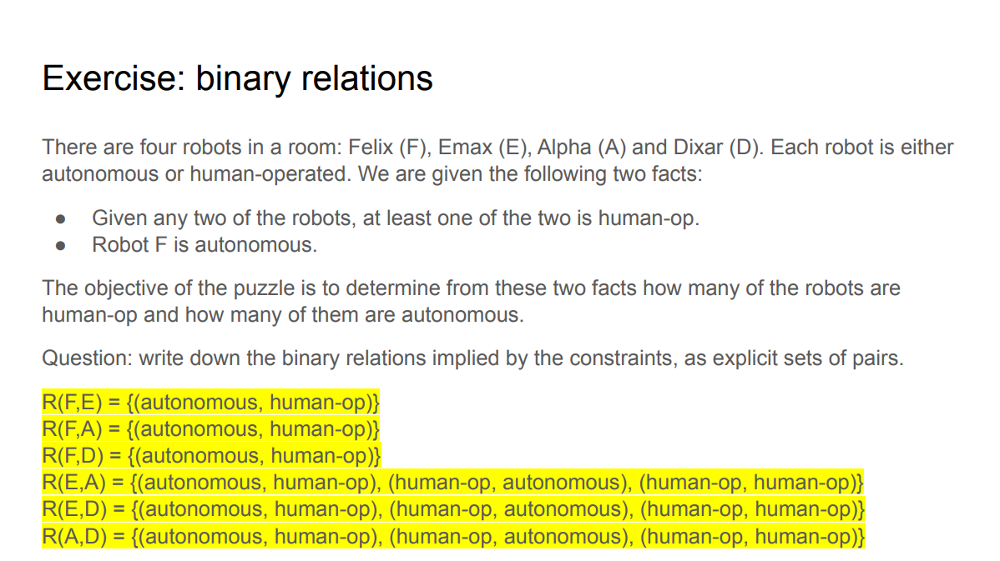 Exercise: binary relations
There are four robots in a room: Felix (F), Emax (E), Alpha (A) and Dixar (D). Each robot is either
autonomous or human-operated. We are given the following two facts:
● Given any two of the robots, at least one of the two is human-op.
● Robot F is autonomous.
The objective of the puzzle is to determine from these two facts how many of the robots are
human-op and how many of them are autonomous.
Question: write down the binary relations implied by the constraints, as explicit sets of pairs.
R(F,E) = {(autonomous, human-op)}
R(F,A) = {(autonomous, human-op)}
R(F,D) = {(autonomous, human-op)}
R(E,A) = {(autonomous, human-op), (human-op, autonomous), (human-op, human-op)}
R(E,D) = {(autonomous, human-op), (human-op, autonomous), (human-op, human-op)}
R(A,D) = {(autonomous, human-op), (human-op, autonomous), (human-op, human-op)}